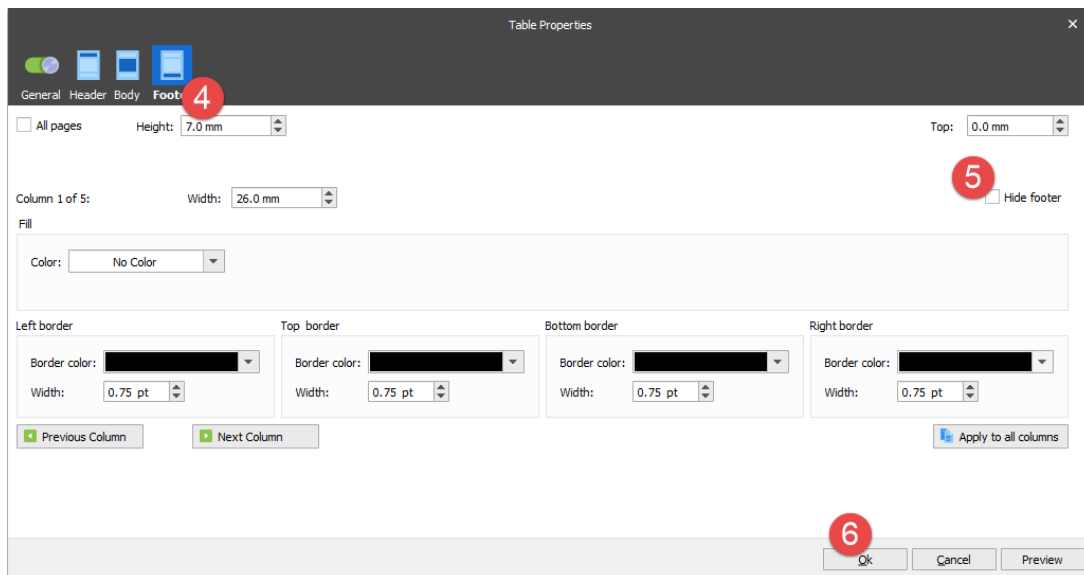 Table Properties
General Header Body Foote
4
All pages Height: 7.0 mm Top: 0.0 mm
5
Column 1 of 5: Width: 26.0 mm Hide footer
Fill
Color: No Color
Left border Top border Bottom border Right border
Border color: Border color: Border color: Border color:
Width: 0.75 pt Width: 0.75 pt Width: 0.75 pt Width: 0.75 pt
Previous Column Next Column Apply to all columns
6
Ok Cancel Preview